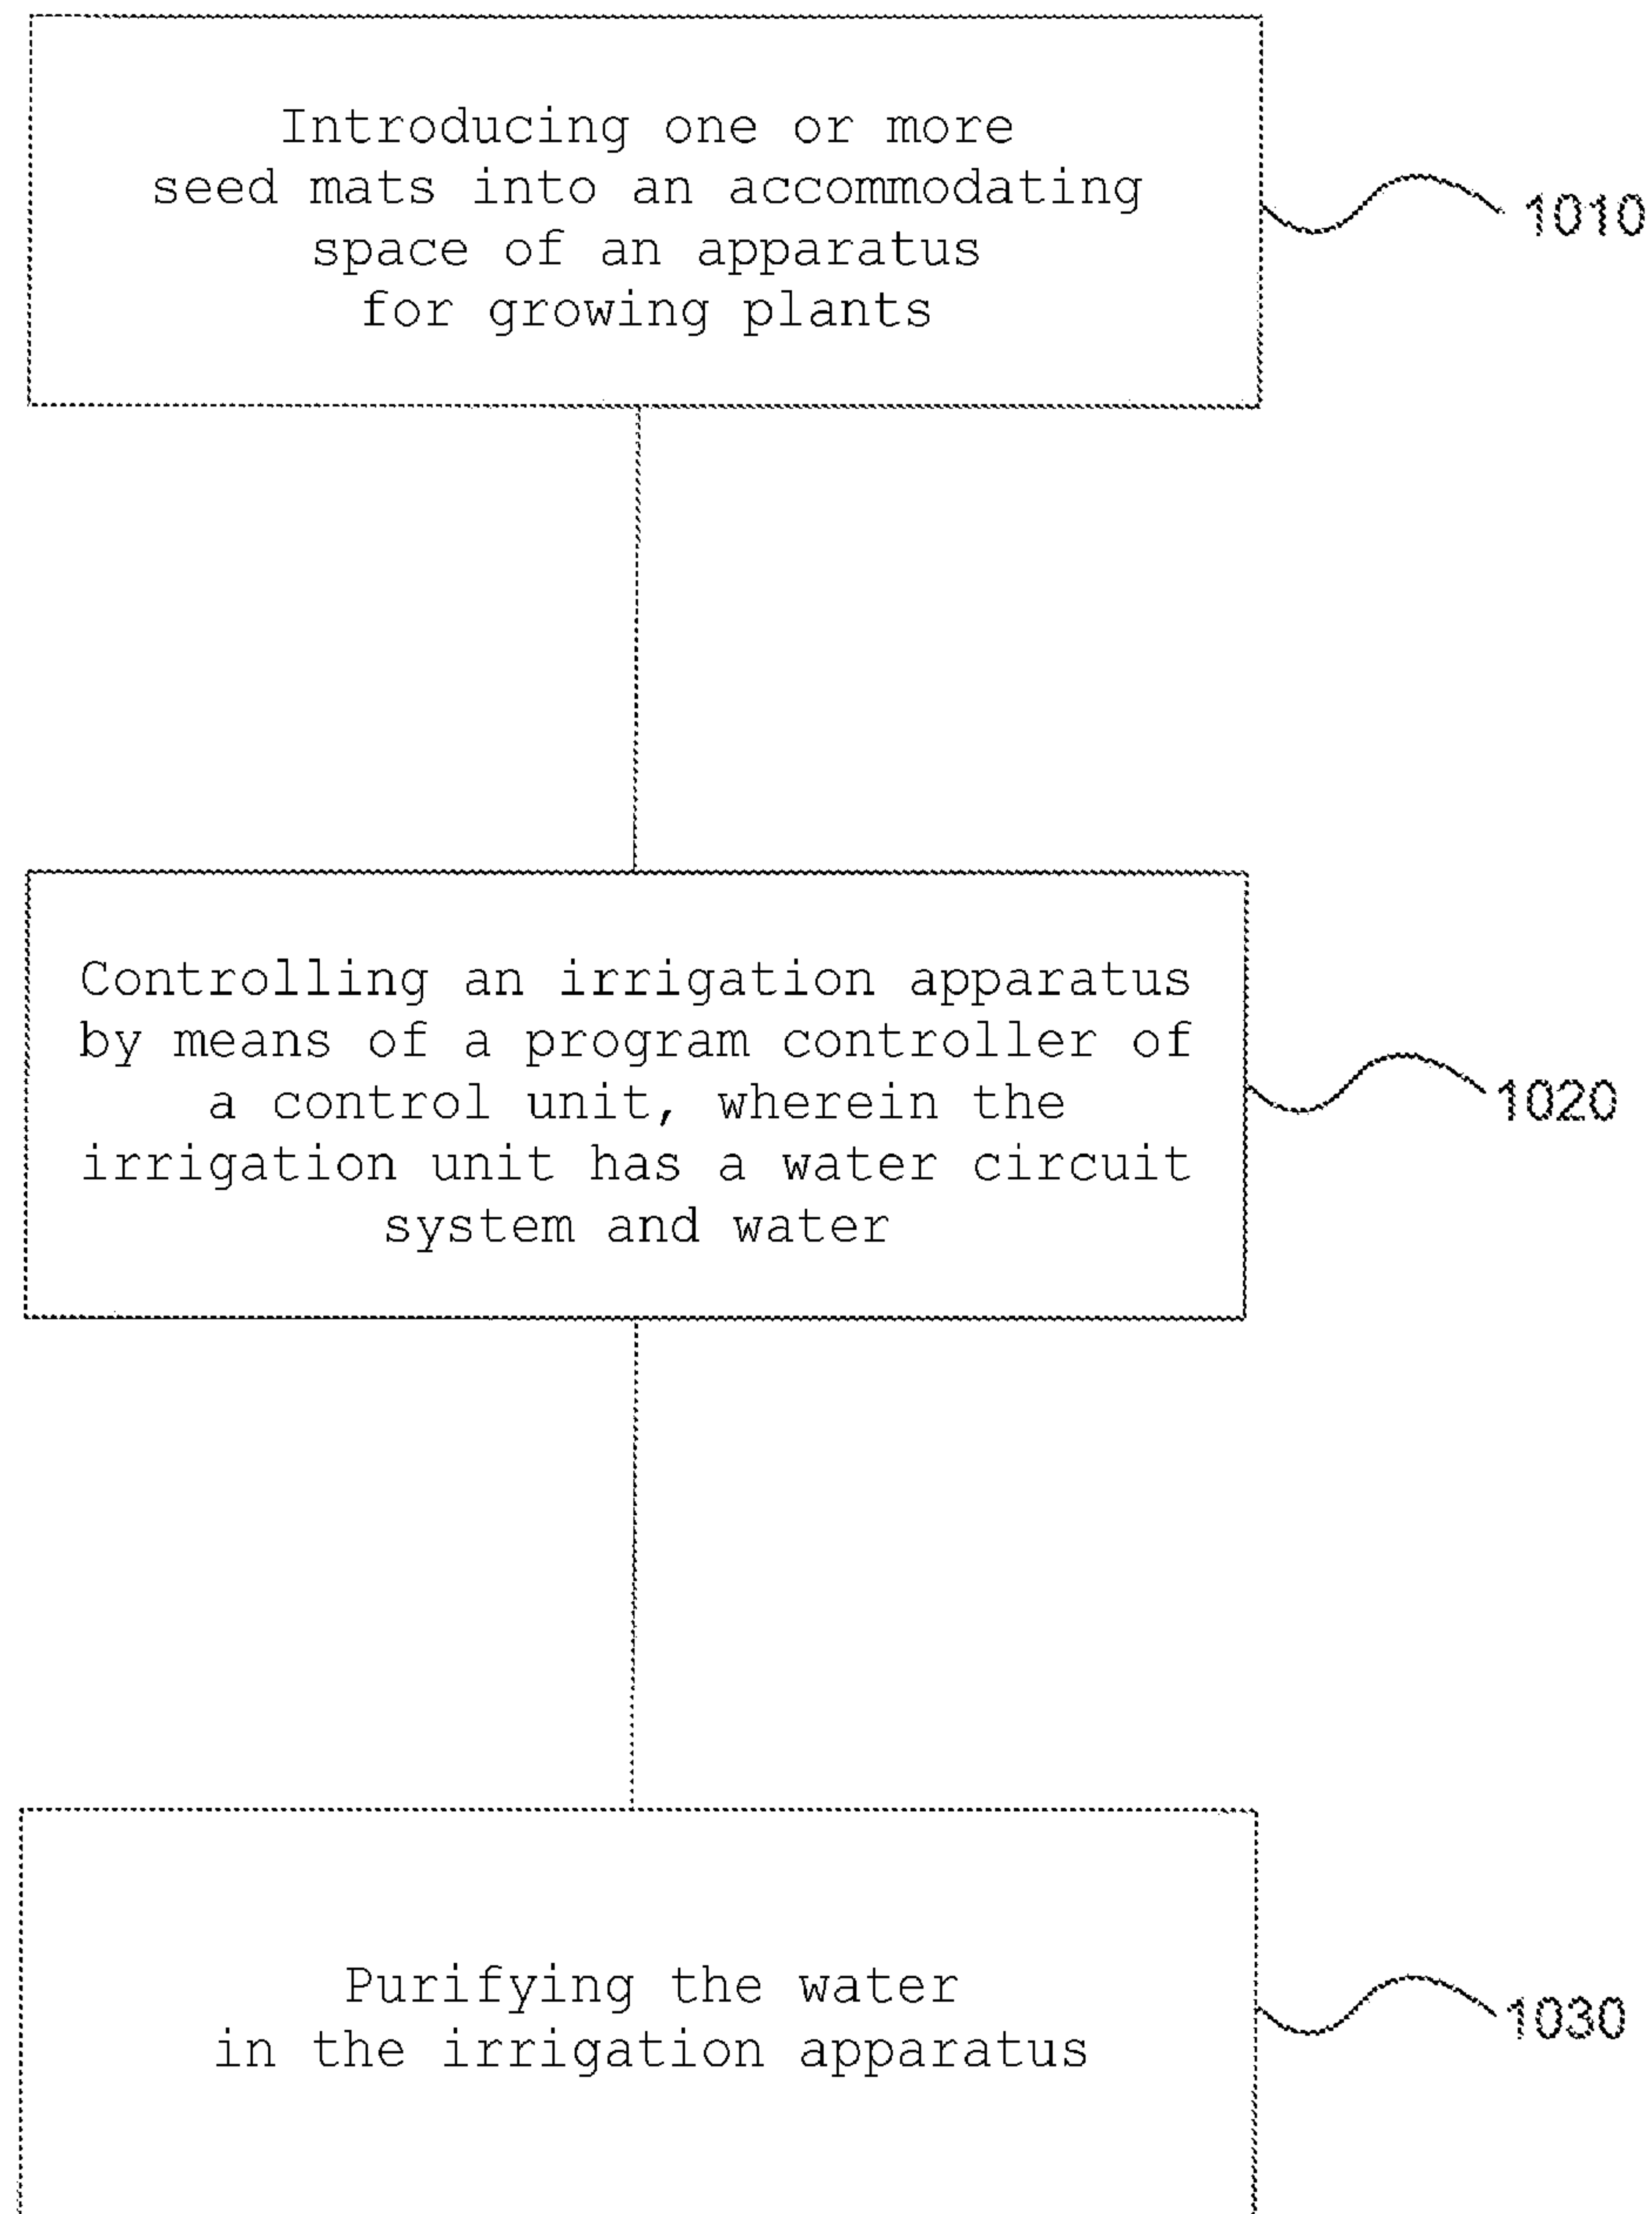 Introducing one or more
seed mats into an accommodating
space of an apparatus
for growing plants
1010
Controlling an irrigation apparatus
by means of a program controller of
a control unit, wherein the
irrigation unit has a water circuit
system and water
1020
Purifying the water
in the irrigation apparatus
1030